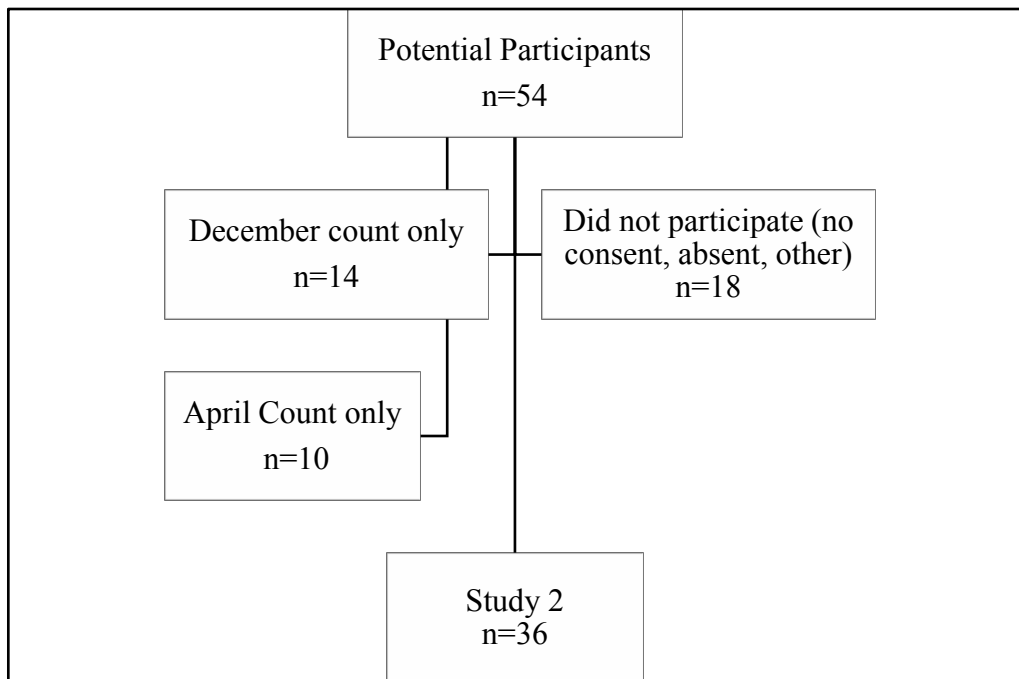 Potential Participants
n=54
December count only
n=14
Did not participate (no
consent, absent, other)
n=18
April Count only
n=10
Study 2
n=36